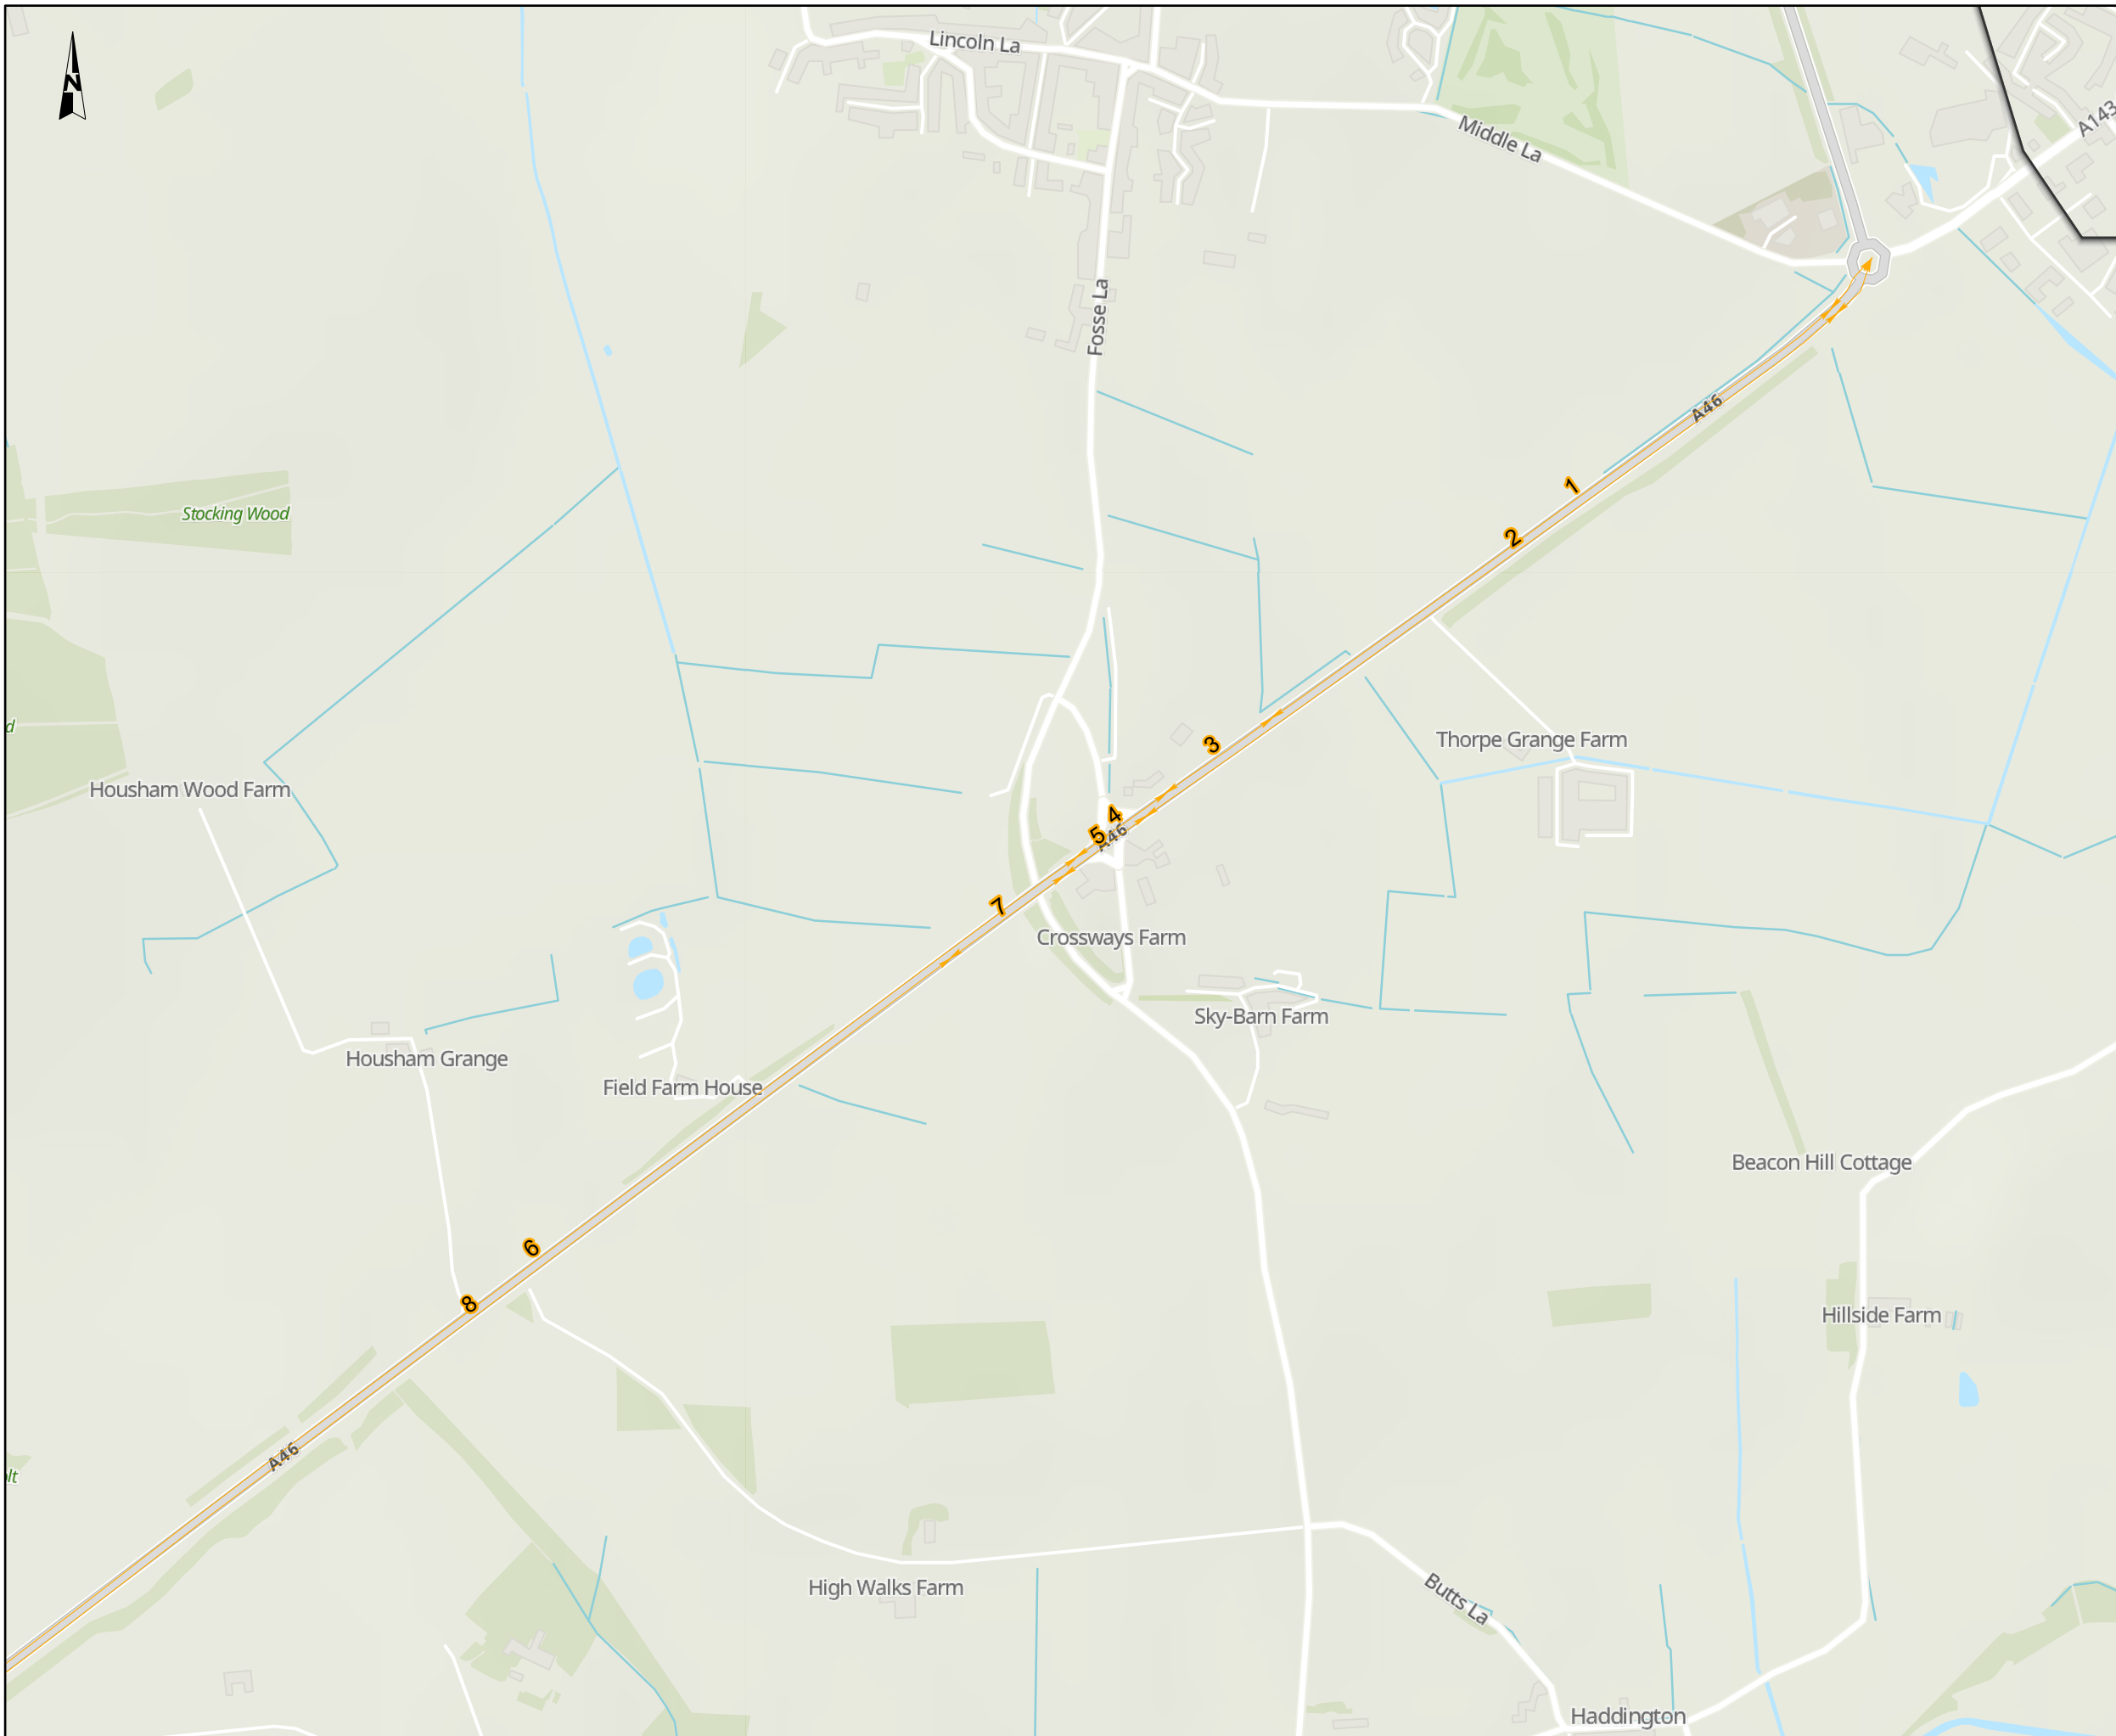 Lincoln La
N
A143
Middle La
Fosse La
A46
1
Stocking Wood
2
d
3
Thorpe Grange Farm
Housham Wood Farm
4
5
A46
7
Crossways Farm
Sky-Barn Farm
Housham Grange
Field Farm House
Beacon Hill Cottage
6
8
Hillside Farm
A46
lt
High Walks Farm
Butts La
Haddington